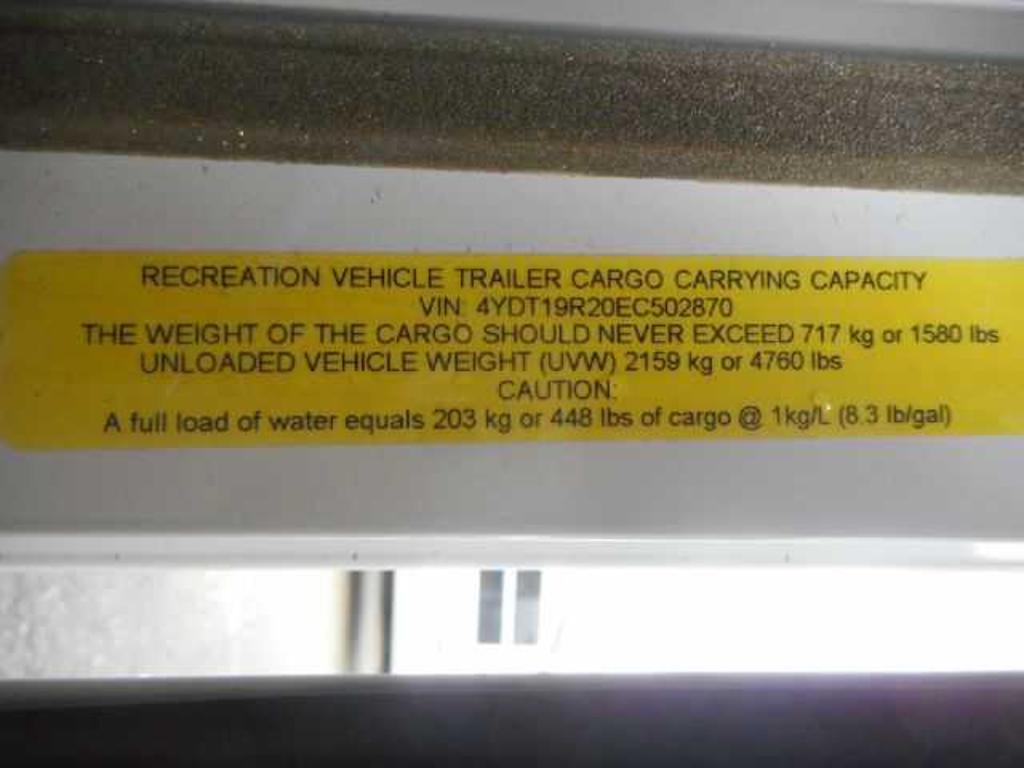 RECREATION VEHICLE TRAILER CARGO CARRYING CAPACITY
VIN: 4YDT19R20EC502870
THE WEIGHT OF THE CARGO SHOULD NEVER EXCEED 717 kg or 1580 lbs
UNLOADED VEHICLE WEIGHT (UVW) 2159 kg or 4760 lbs
CAUTION:
A full load of water equals 203 kg or 448 lbs of cargo @ 1kg/L (8.3 lb/gal)